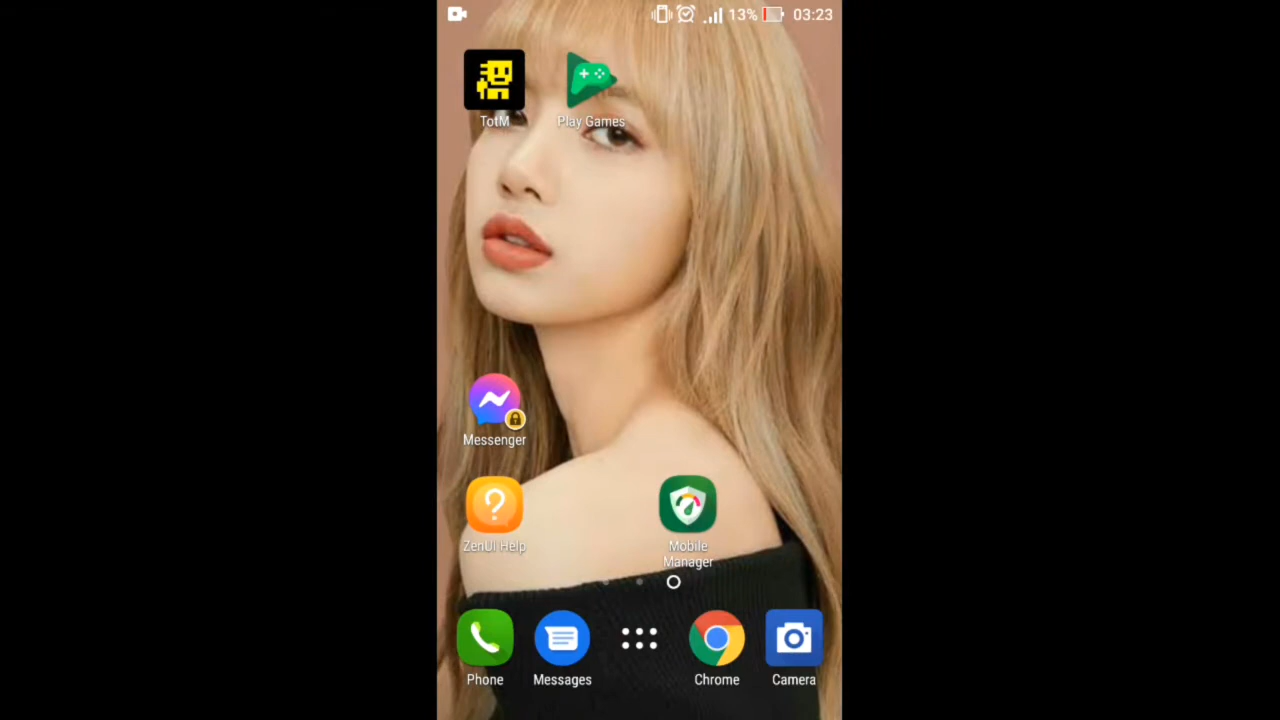 13% 03:23
TotM
Play Games
Messenger
ZenUI Help
Mobile
Manager
Phone
Messages
Chrome
Camera